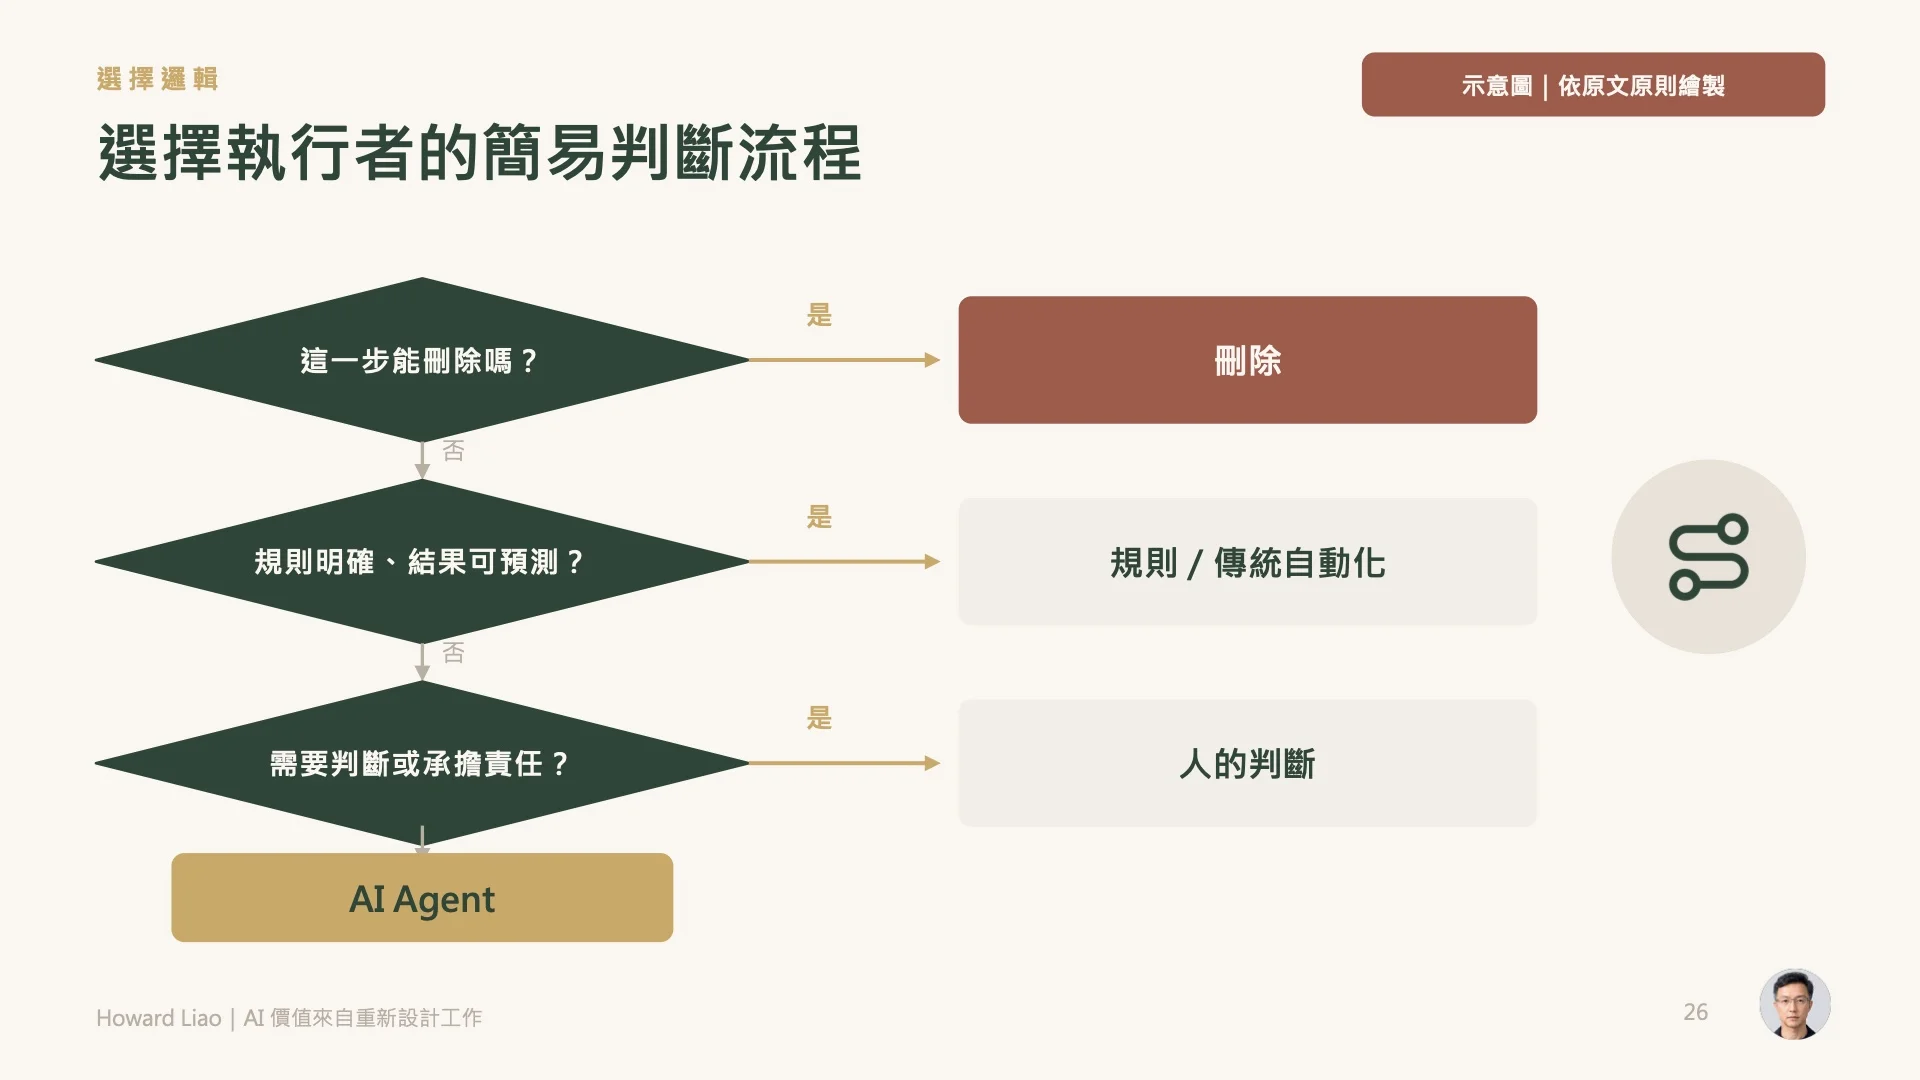 選擇邏輯
示意圖｜依原文原則繪製
選擇執行者的簡易判斷流程
這一步能刪除嗎？
是
刪除
否
規則明確、結果可預測？
是
規則 / 傳統自動化
否
需要判斷或承擔責任？
是
人的判斷
AI Agent
Howard Liao｜AI 價值來自重新設計工作
26